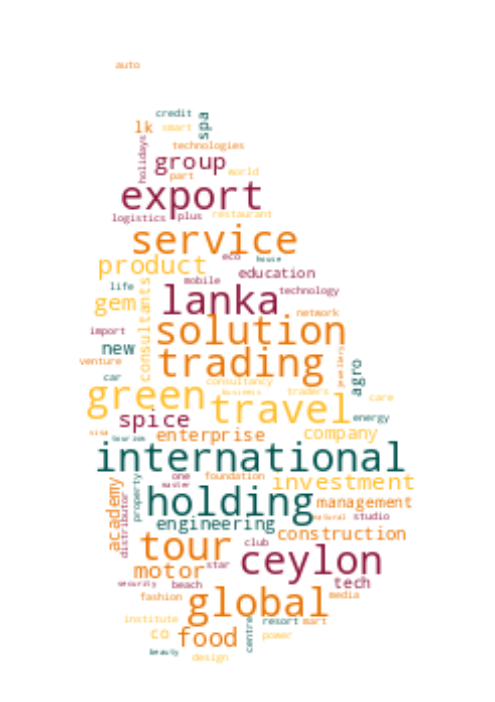 auto
credit
spa
lk
smart
technologies
holidays
group
world
part
export
logistics
plus
restaurant
service
eco
house
product
education
life
mobile
technology
consultants
gem
lanka
network
import
solution
new
venture
trading
jewellery
agro
car
consultancy
business
traders
care
green
travel
spice
energy
visa
tourism
enterprise
company
international
one
foundation
investment
master
academy
distributor
property
holding
management
natural
studio
engineering
construction
tour
club
ceylon
motor
star
security
beach
tech
fashion
global
media
institute
resort
mart
co
food
centre
power
beauty
design